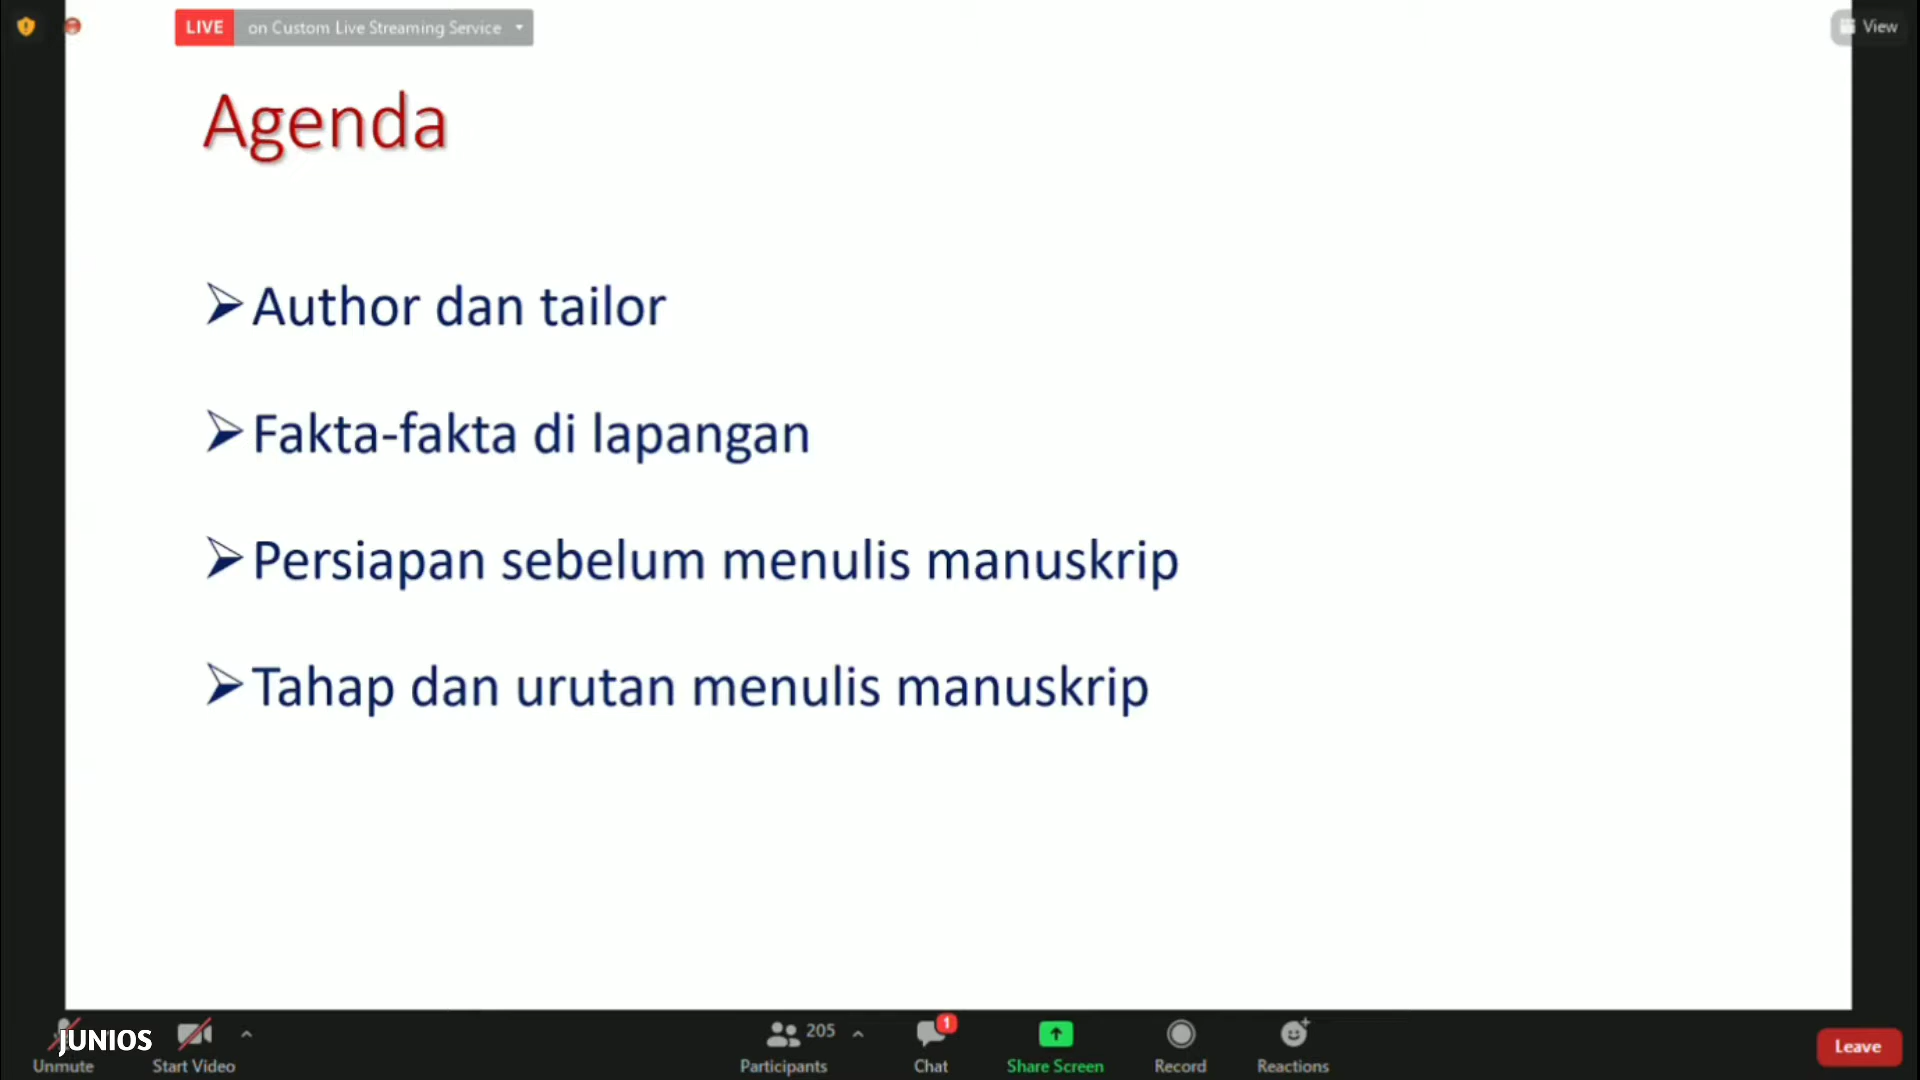 LIVE on Custom Live Streaming Service
View
Agenda
Author dan tailor
Fakta-fakta di lapangan
Persiapan sebelum menulis manuskrip
Tahap dan urutan menulis manuskrip
JUNIOS
205
1
Unmute
Start Video
Participants
Chat
Share Screen
Record
Reactions
Leave